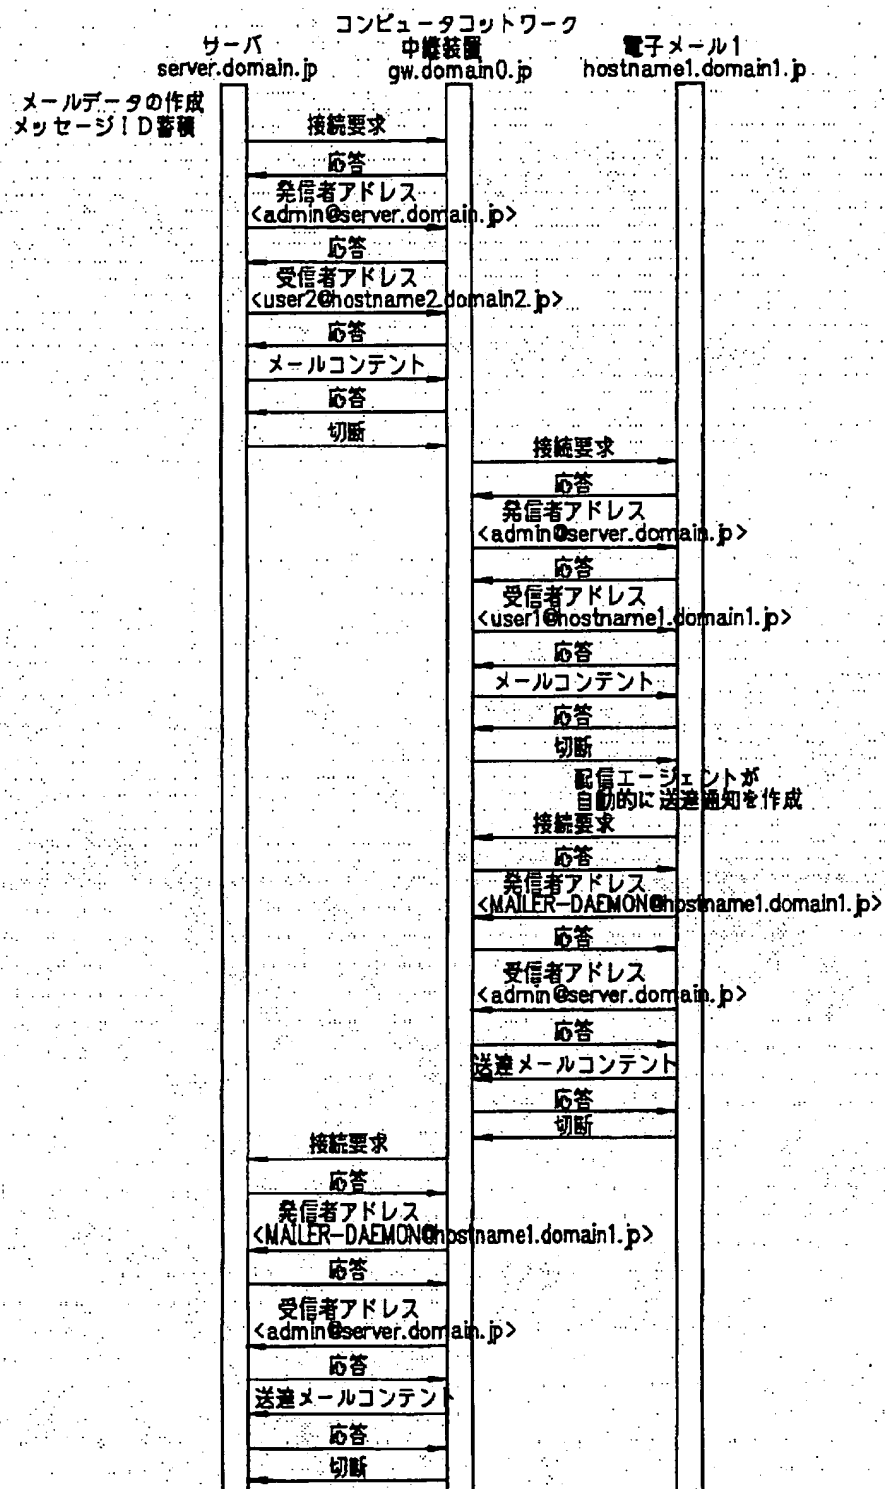 コンピュータコットワーク
サーバ
server.domain.jp
中継装置
gw.domain0.jp
電子メール1
hostname1.domain1.jp
メールデータの作成
メッセージID蓄積
接続要求
応答
発信者アドレス
<admin@server.domain.jp>
応答
受信者アドレス
<user2@hostname2.domain2.jp>
応答
メールコンテント
応答
切断
接続要求
応答
発信者アドレス
<admin@server.domain.jp>
応答
受信者アドレス
<user1@hostname1.domain1.jp>
応答
メールコンテント
応答
切断
配信エージェントが
自動的に送達通知を作成
接続要求
応答
発信者アドレス
<MAILER-DAEMON@hostname1.domain1.jp>
応答
受信者アドレス
<admin@server.domain.jp>
応答
送達メールコンテント
応答
切断
接続要求
応答
発信者アドレス
<MAILER-DAEMON@hostname1.domain1.jp>
応答
受信者アドレス
<admin@server.domain.jp>
応答
送達メールコンテント
応答
切断